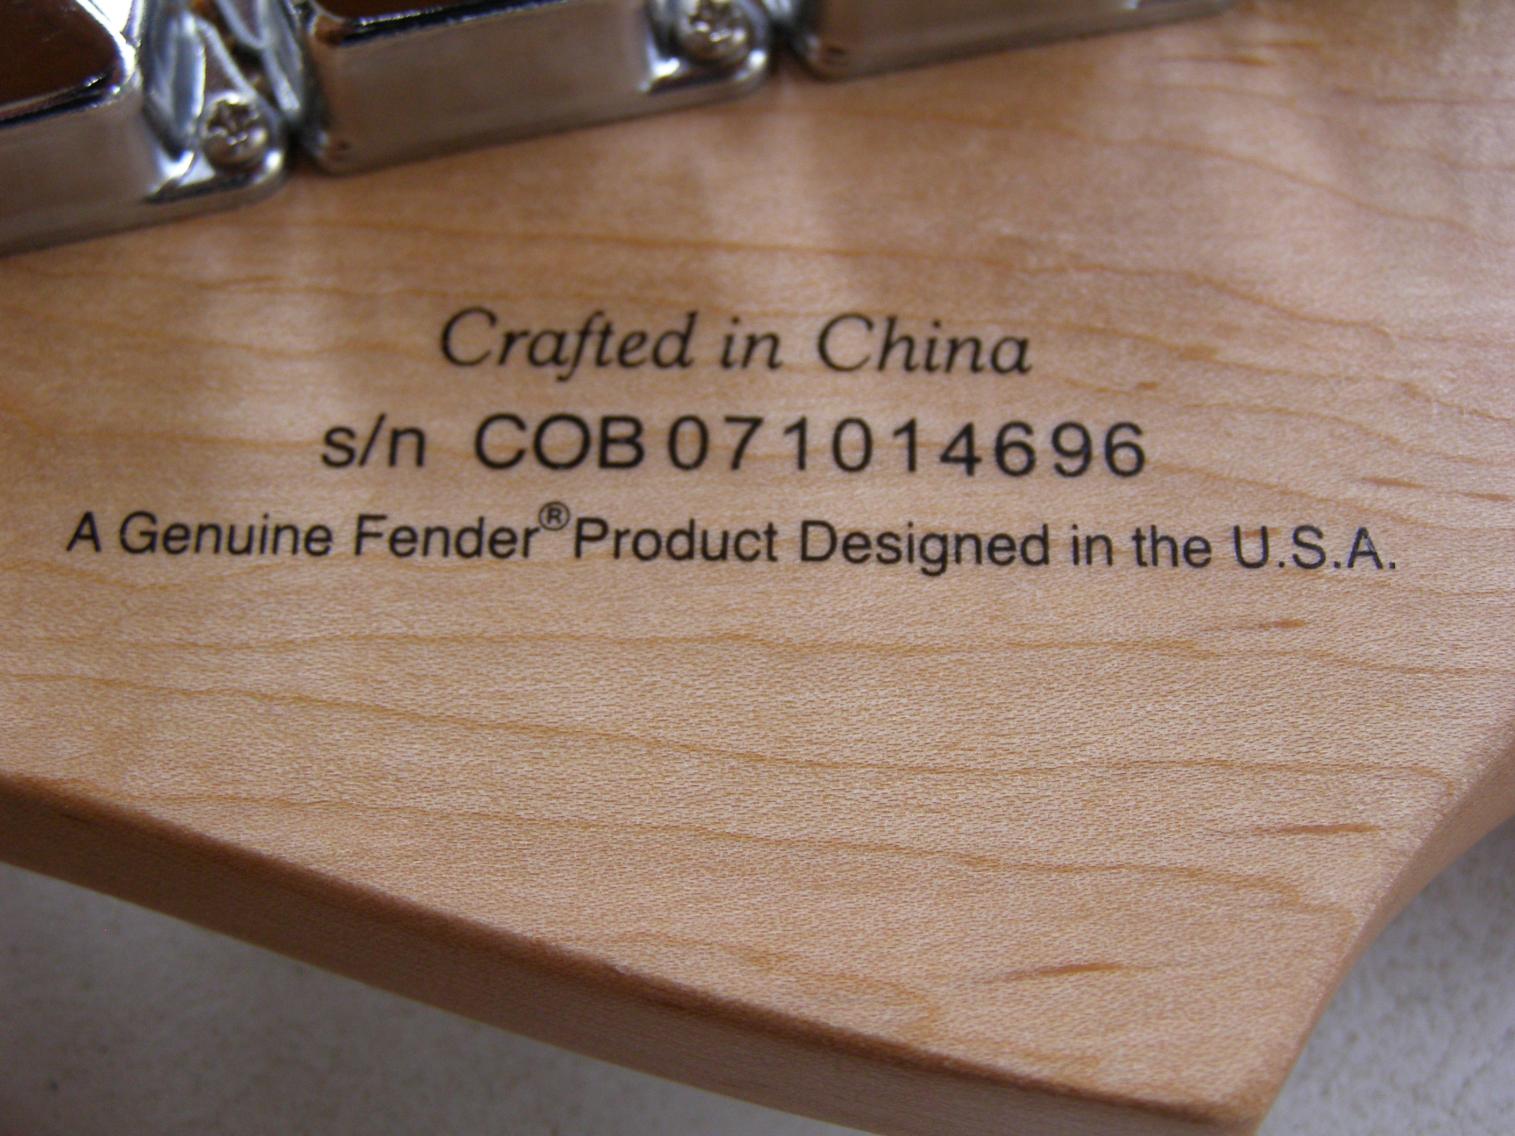 Crafted in China
s/n COB071014696
A Genuine Fender® Product Designed in the U.S.A.